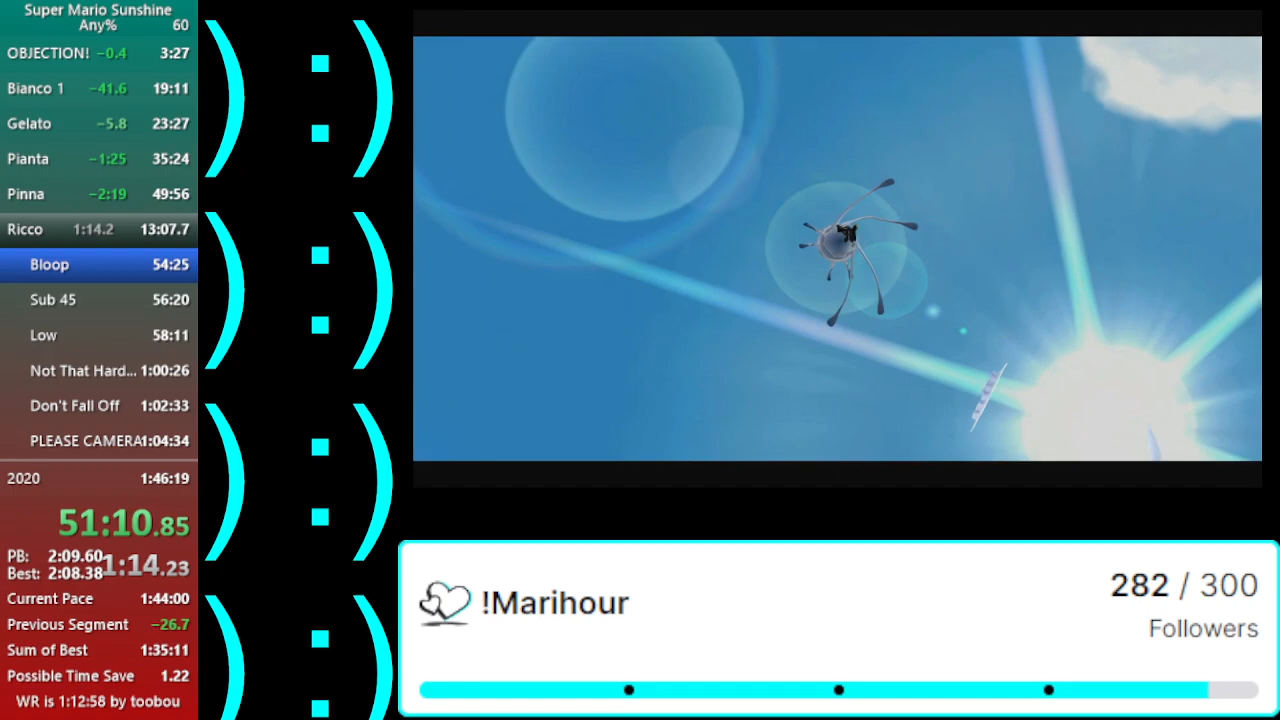 Super Mario Sunshine
Any% 60
OBJECTION! −0.4 3:27
Bianco 1 −41.6 19:11
Gelato −5.8 23:27
Pianta −1:25 35:24
Pinna −2:19 49:56
Ricco 1:14.2 13:07.7
Bloop 54:25
Sub 45 56:20
Low 58:11
Not That Hard... 1:00:26
Don't Fall Off 1:02:33
PLEASE CAMERA 1:04:34
2020 1:46:19
51:10.85
PB: 2:09.60
Best: 2:08.38 1:14.23
Current Pace 1:44:00
Previous Segment −26.7
Sum of Best 1:35:11
Possible Time Save 1.22
WR is 1:12:58 by toobou
) : )
) : )
) : )
) : )
!Marihour
282 / 300
Followers